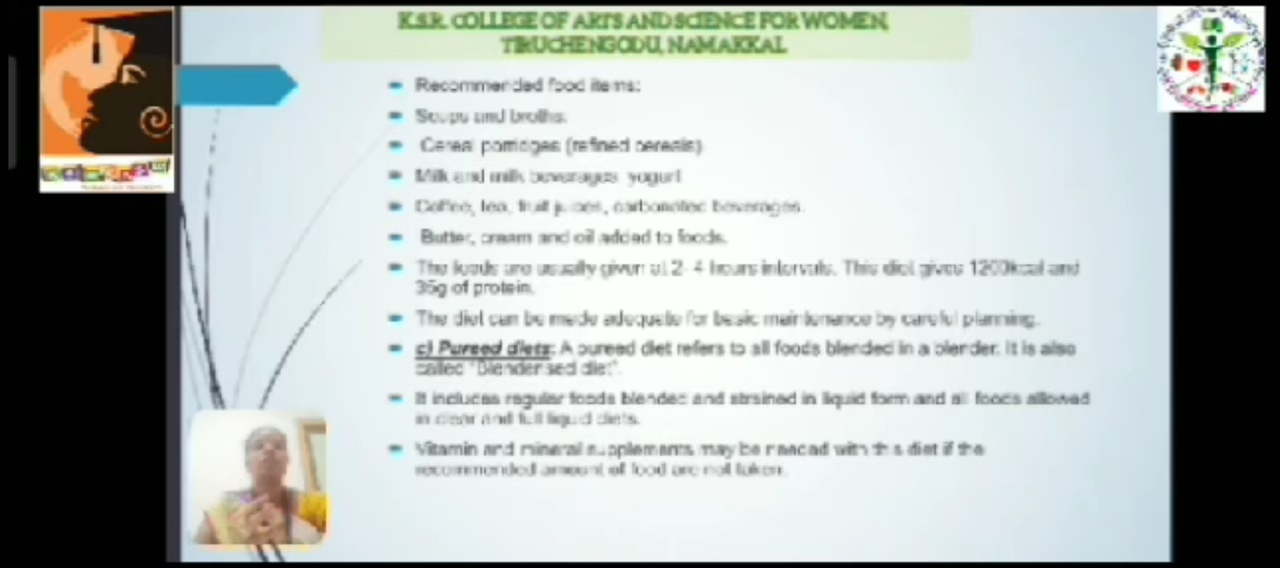 K.S.R. COLLEGE OF ARTS AND SCIENCE FOR WOMEN,
TIRUCHENGODU, NAMAKKAL
Recommended food items:
Soups and broths.
Cereal porridges (refined cereals)
Milk and milk beverages, yogurt
Coffee, tea, fruit juices, carbonated beverages.
Butter, cream and oil added to foods.
The feeds are usually given at 2- 4 hours intervals. This diet gives 1200kcal and
35g of protein.
The diet can be made adequate for basic maintenance by careful planning.
c) Pureed diets: A pureed diet refers to all foods blended in a blender. It is also
called "Blenderised diet".
It includes regular foods blended and strained in liquid form and all foods allowed
in clear and full liquid diets.
Vitamin and mineral supplements may be needed with this diet if the
recommended amount of food are not taken.